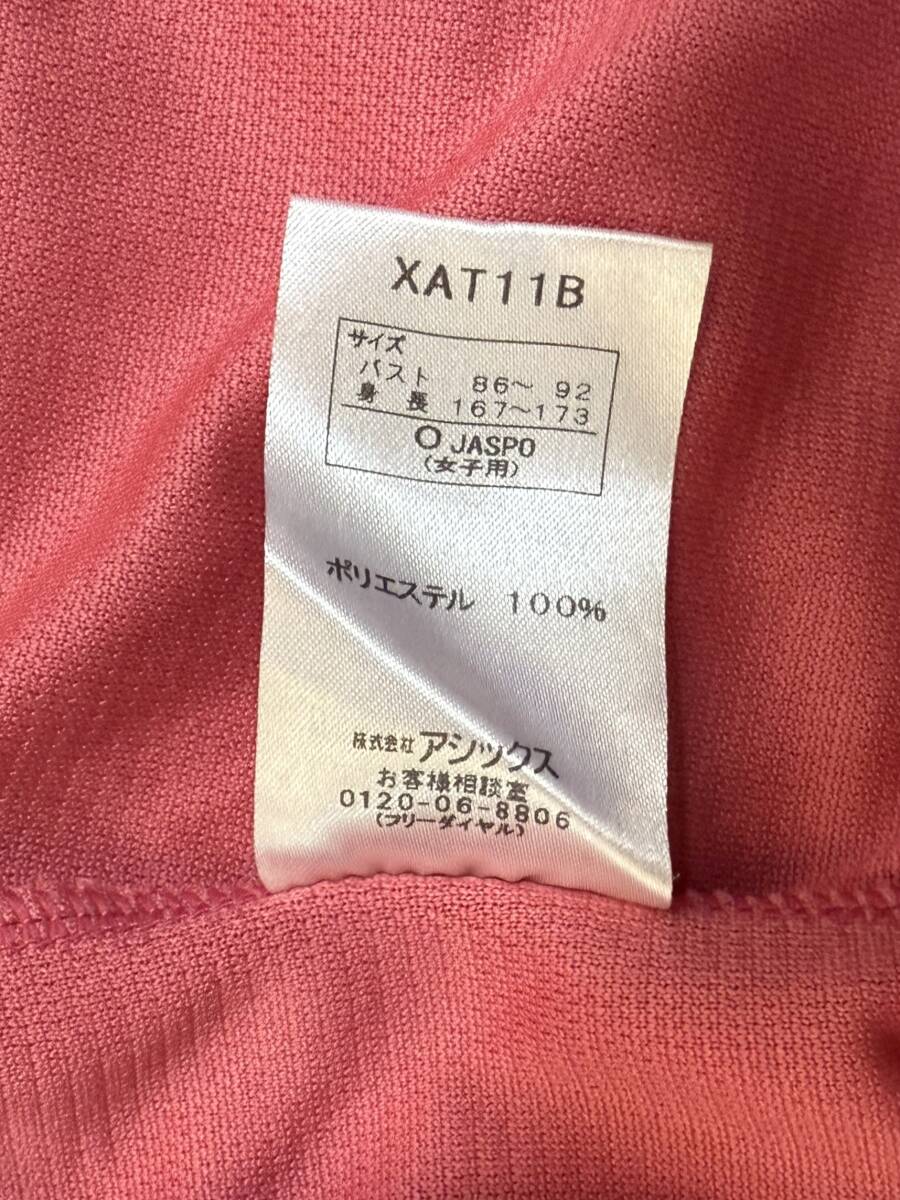 XAT11B
サイズ
バスト 86～ 92
身 長 167～173
O JASPO
(女子用)
ポリエステル 100%
株式会社 アシックス
お客様相談室
0120-06-8806
(フリーダイヤル)